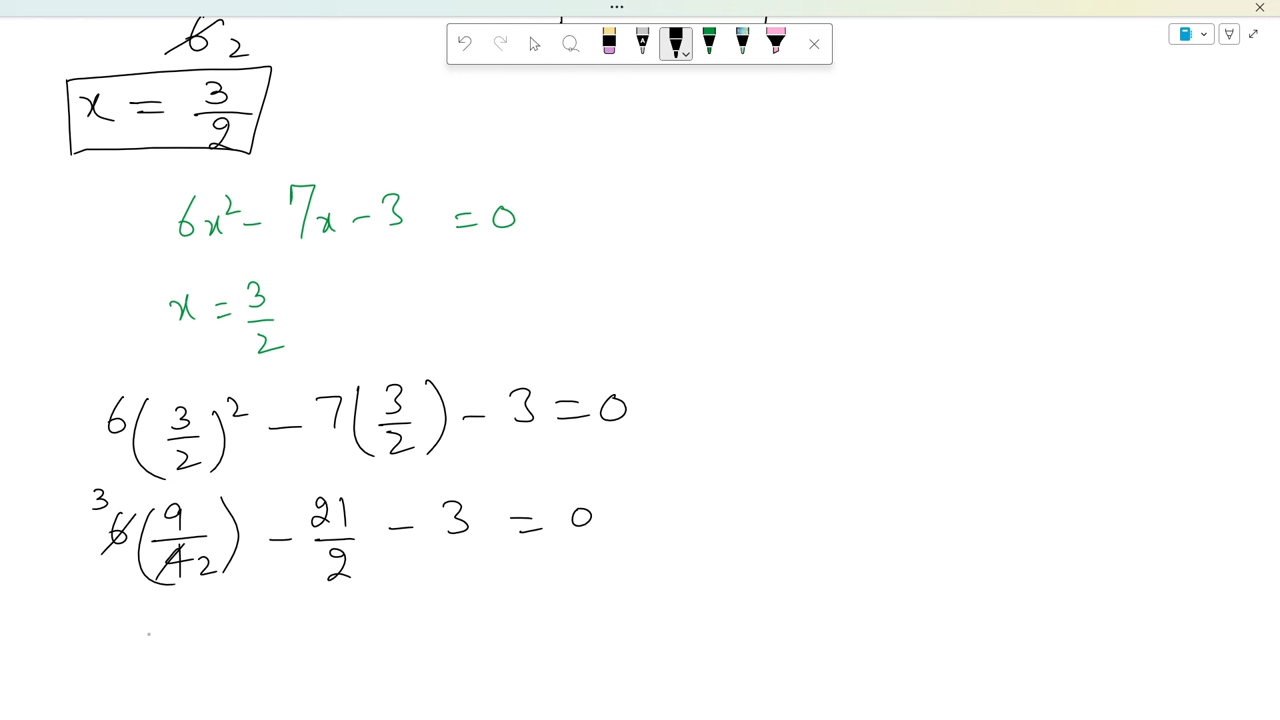 6̸ 2
x = 3/2
6x² - 7x - 3 = 0
x = 3/2
6(3/2)² - 7(3/2) - 3 = 0
3 6̸(9/4̸ 2) - 21/2 - 3 = 0